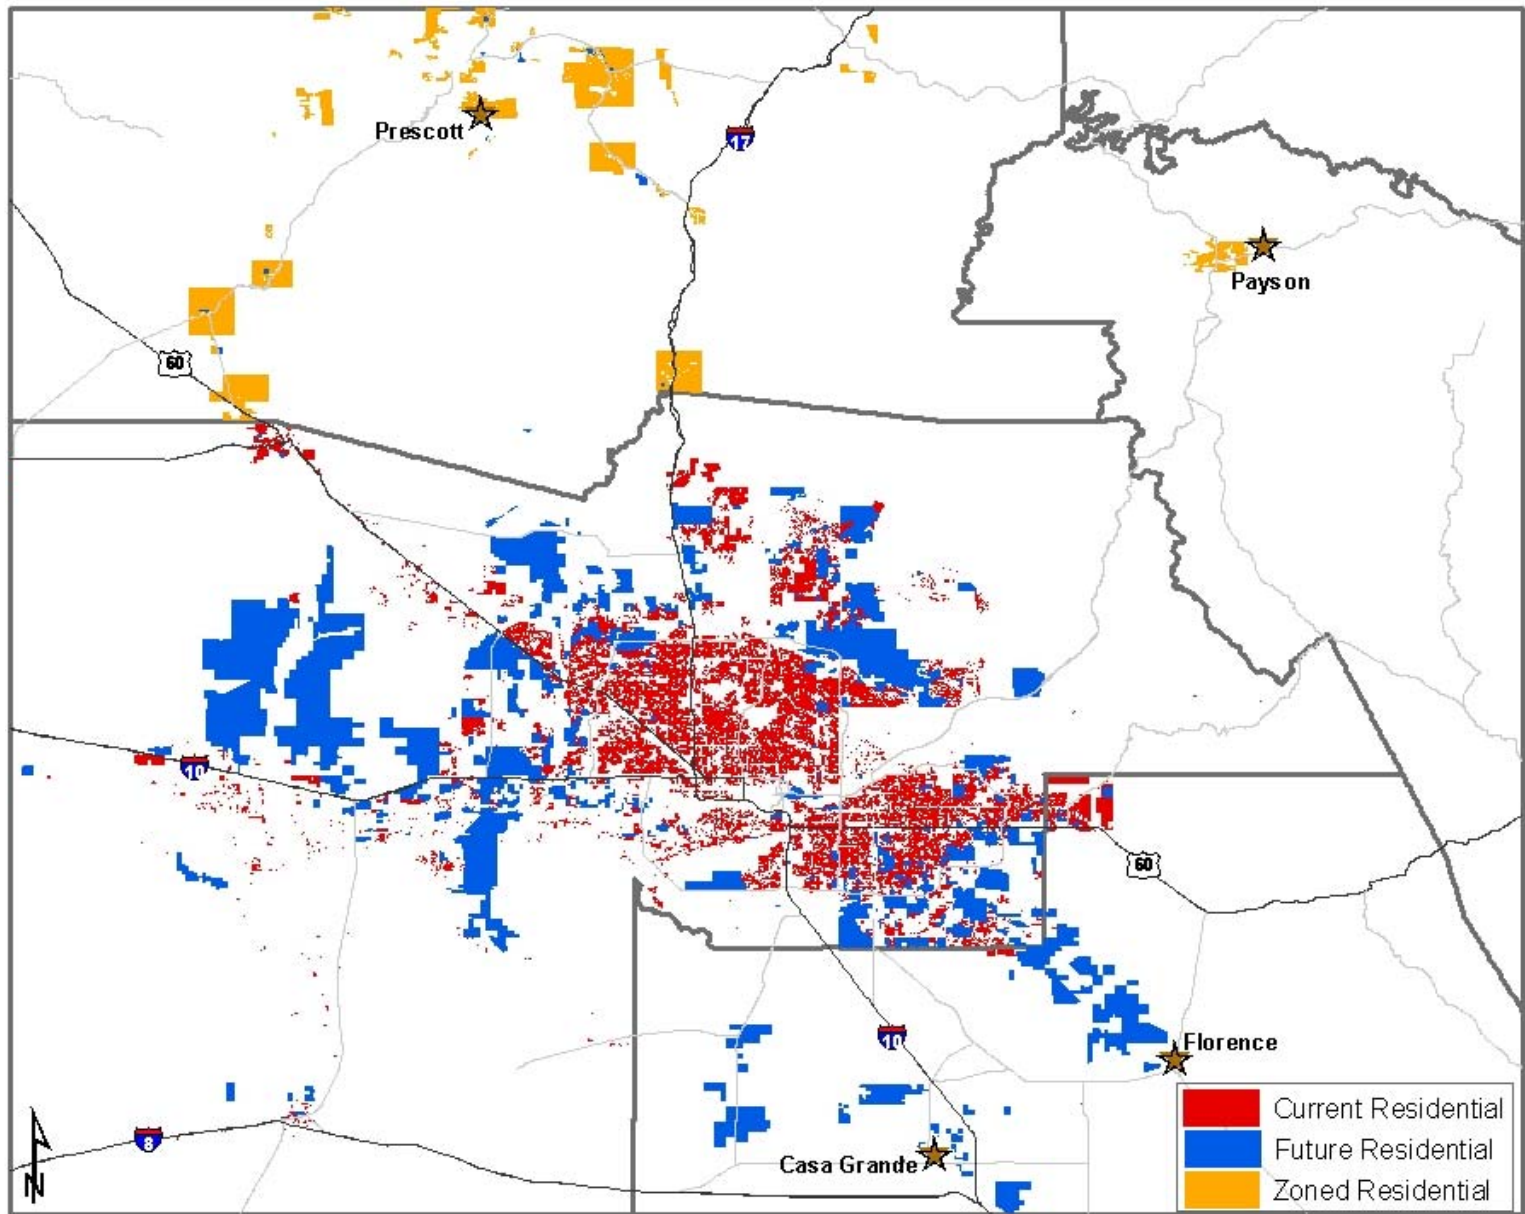 Prescott
17
Payson
60
10
60
10
Florence
Current Residential
8
Future Residential
Casa Grande
Zoned Residential
N